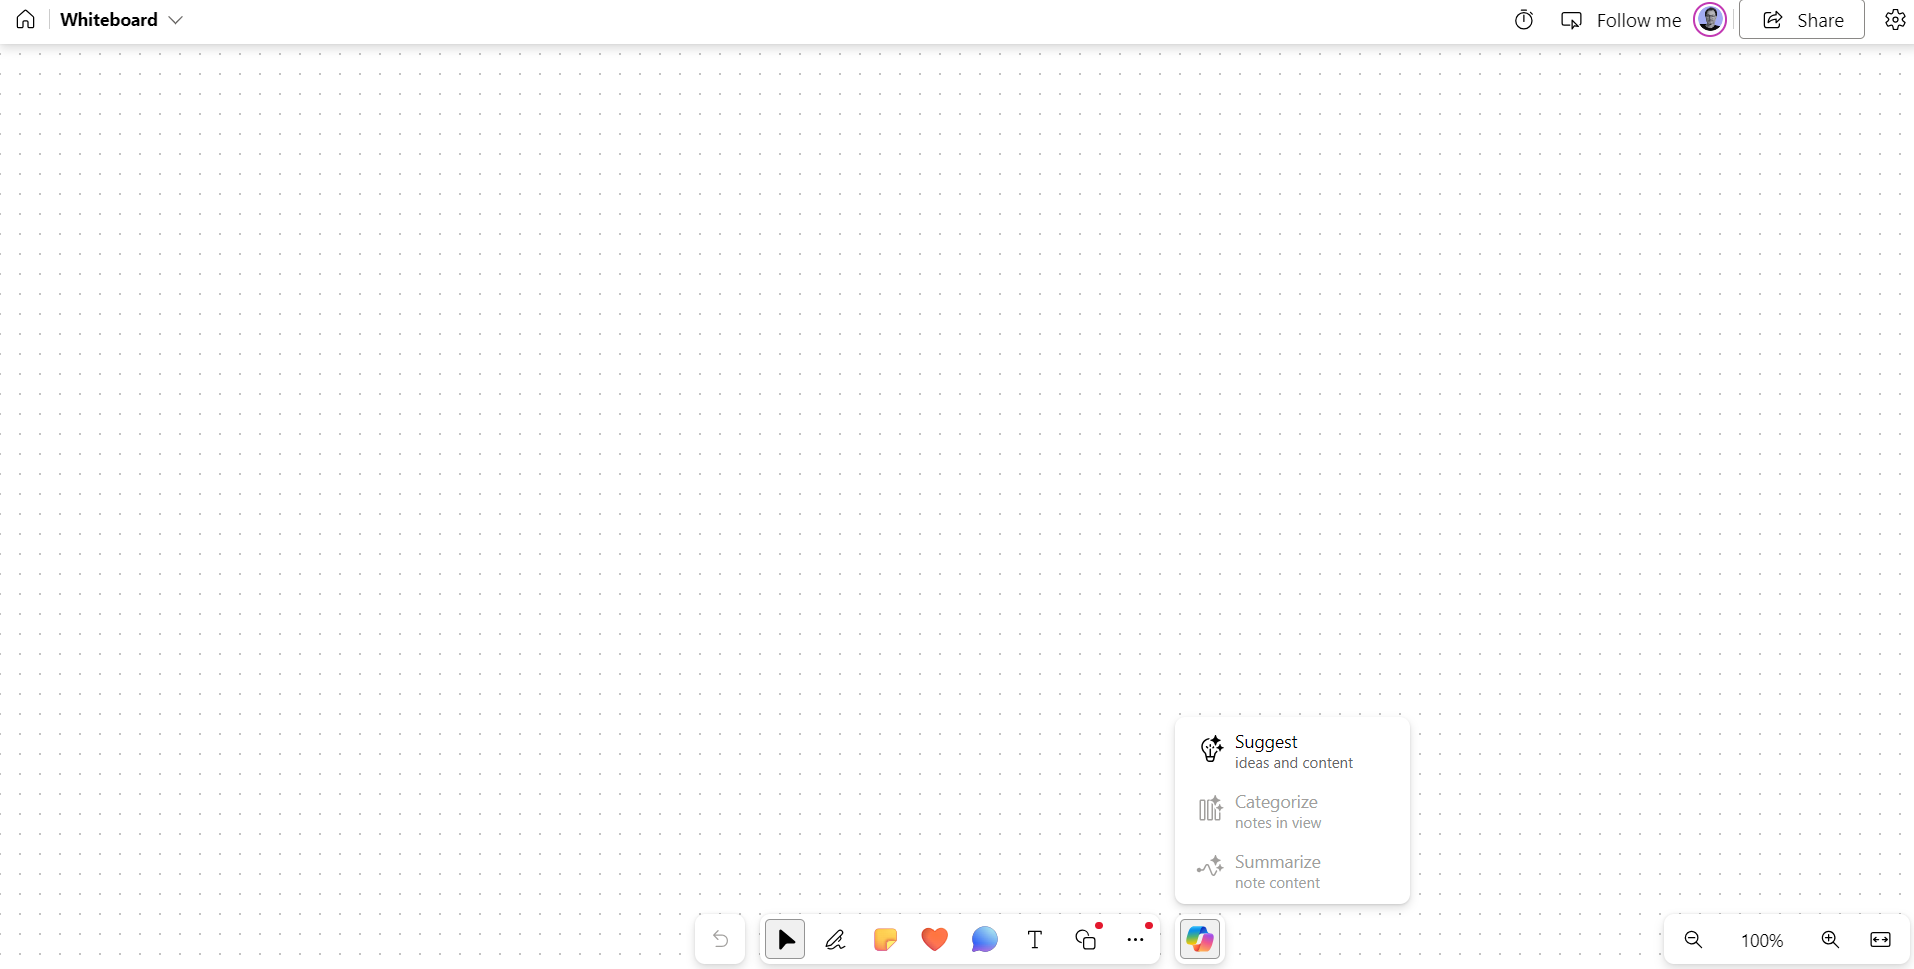 Whiteboard
Follow me
Share
Suggest
ideas and content
Categorize
notes in view
Summarize
note content
100%